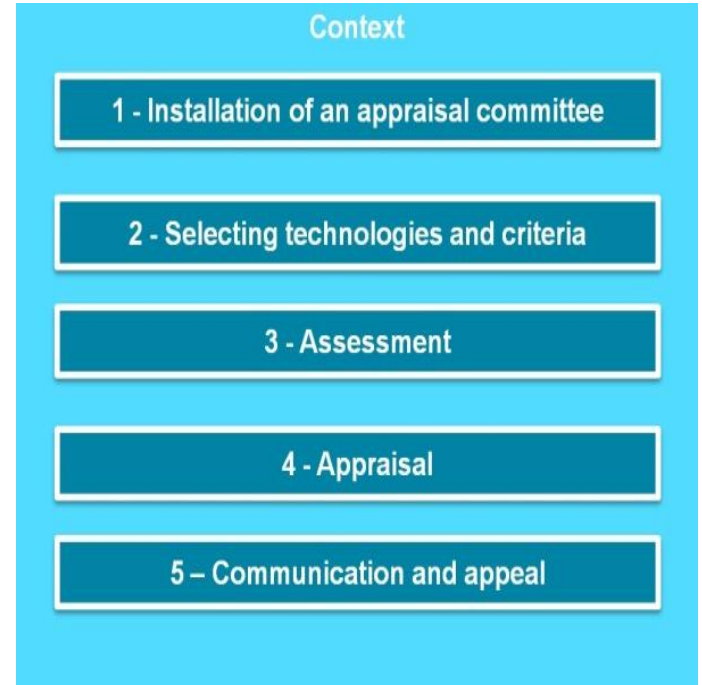 Context
1 - Installation of an appraisal committee
2 - Selecting technologies and criteria
3 - Assessment
4 - Appraisal
5 – Communication and appeal